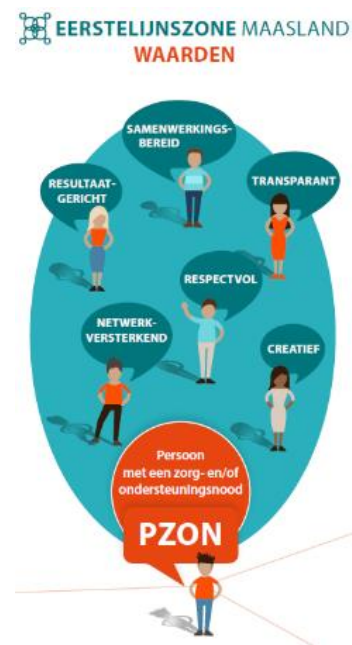 EERSTELIJNSZONE MAASLAND
WAARDEN
SAMENWERKINGS-
BEREID
RESULTAAT-
GERICHT
TRANSPARANT
RESPECTVOL
NETWERK-
VERSTERKEND
CREATIEF
Persoon
met een zorg- en/of
ondersteuningsnood
PZON